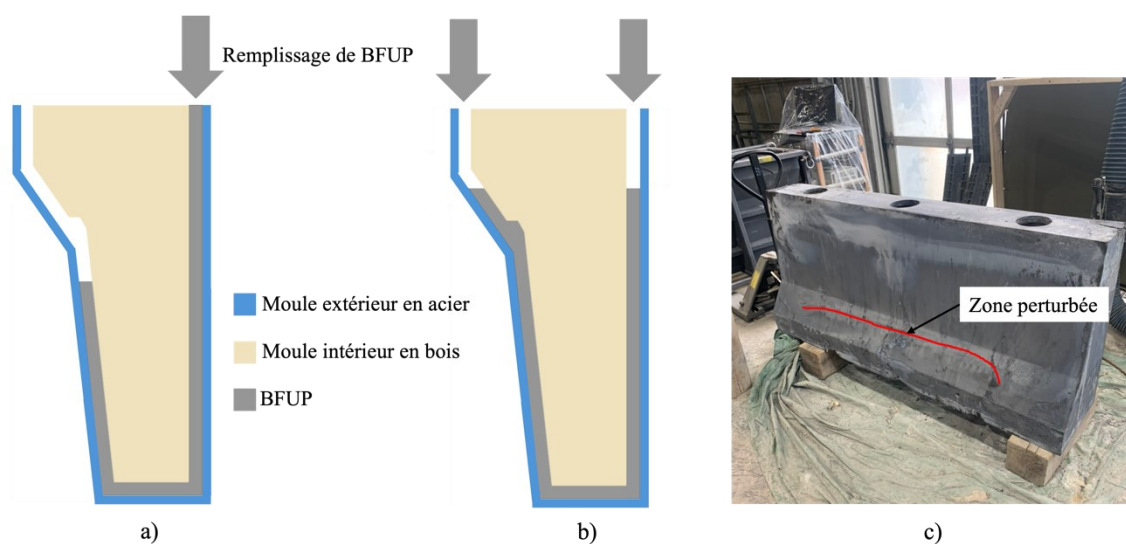 Remplissage de BFUP
Moule extérieur en acier
Moule intérieur en bois
BFUP
Zone perturbée
a)
b)
c)